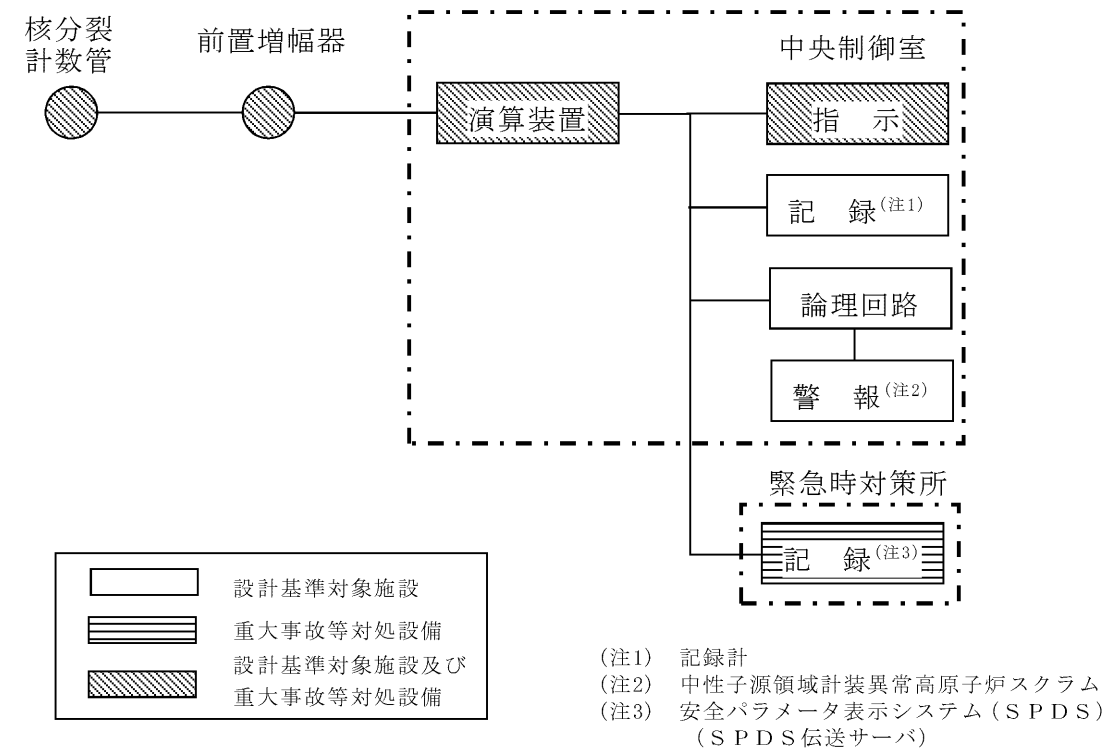 核分裂
計数管
前置増幅器
中央制御室
演算装置
指　示
記　録(注1)
論理回路
警　報(注2)
緊急時対策所
記　録(注3)
設計基準対象施設
重大事故等対処設備
設計基準対象施設及び
重大事故等対処設備
(注1)　記録計
(注2)　中性子源領域計装異常高原子炉スクラム
(注3)　安全パラメータ表示システム(ＳＰＤＳ)
(ＳＰＤＳ伝送サーバ)